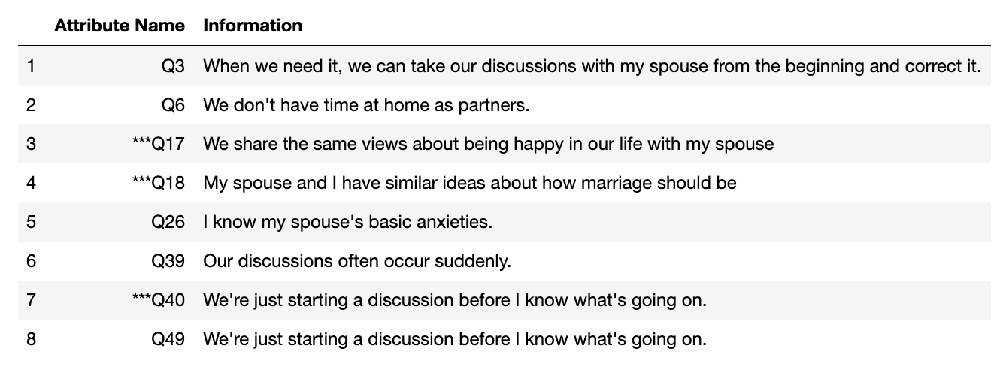 Attribute Name Information
1 Q3 When we need it, we can take our discussions with my spouse from the beginning and correct it.
2 Q6 We don't have time at home as partners.
3 ***Q17 We share the same views about being happy in our life with my spouse
4 ***Q18 My spouse and I have similar ideas about how marriage should be
5 Q26 I know my spouse's basic anxieties.
6 Q39 Our discussions often occur suddenly.
7 ***Q40 We're just starting a discussion before I know what's going on.
8 Q49 We're just starting a discussion before I know what's going on.